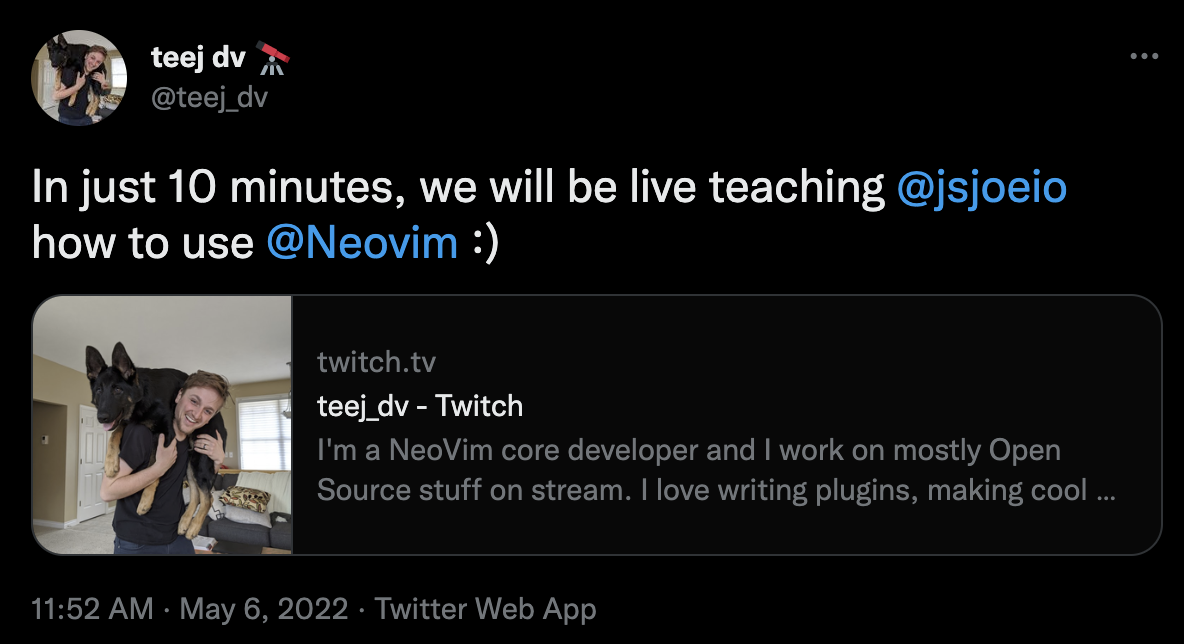 teej dv 🔭
@teej_dv
In just 10 minutes, we will be live teaching @jsjoeio
how to use @Neovim :)
twitch.tv
teej_dv - Twitch
I'm a NeoVim core developer and I work on mostly Open
Source stuff on stream. I love writing plugins, making cool ...
11:52 AM · May 6, 2022 · Twitter Web App